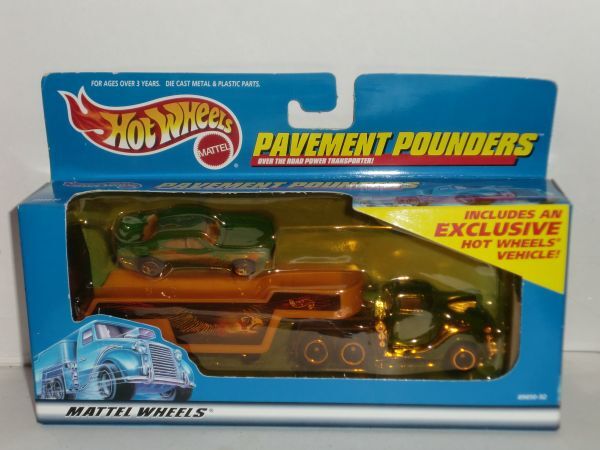 FOR AGES OVER 3 YEARS. DIE CAST METAL & PLASTIC PARTS.
HOT WHEELS
MATTEL
PAVEMENT POUNDERS™
OVER THE ROAD POWER TRANSPORTER!
PAVEMENT POUNDERS
INCLUDES AN
EXCLUSIVE
HOT WHEELS®
VEHICLE!
MATTEL WHEELS®